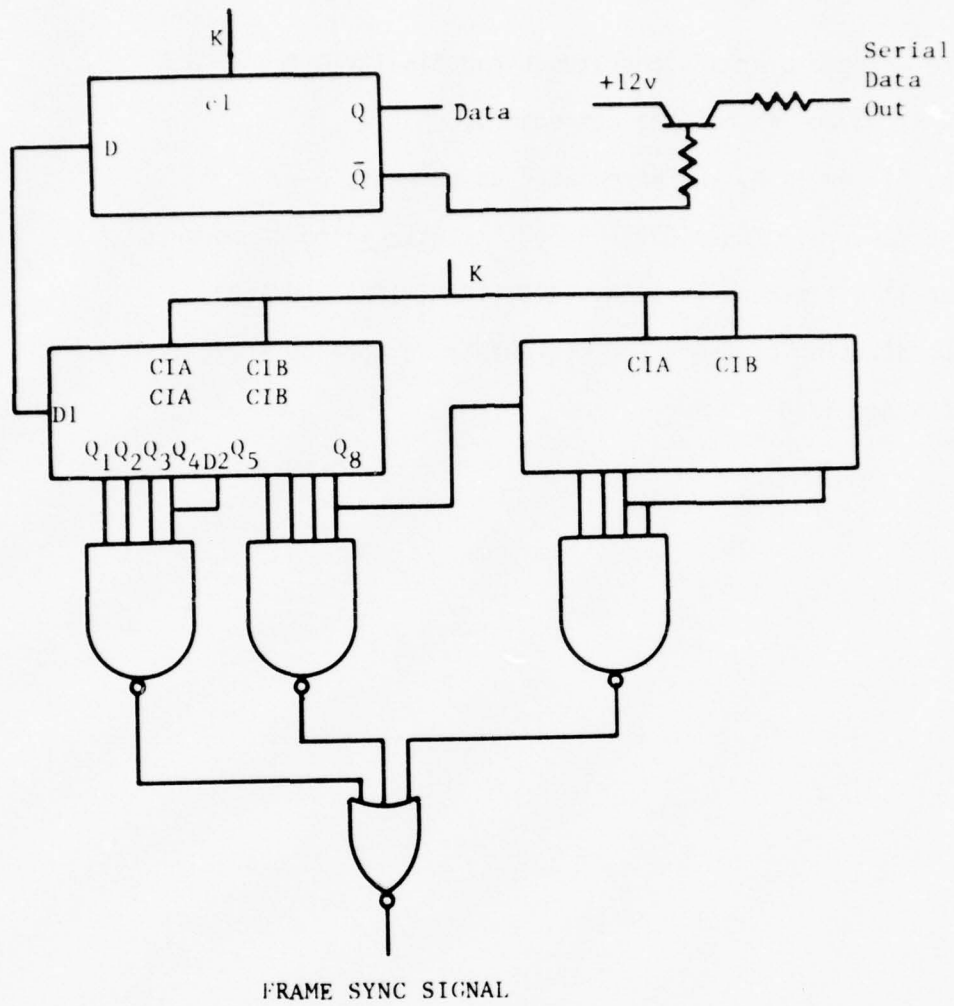 K
Serial
Data
Out
+12v
cl
Q
Data
D
Q̄
K
CIA CIB
CIA CIB
CIA CIB
D1
Q1 Q2 Q3 Q4 D2 Q5 Q8
FRAME SYNC SIGNAL